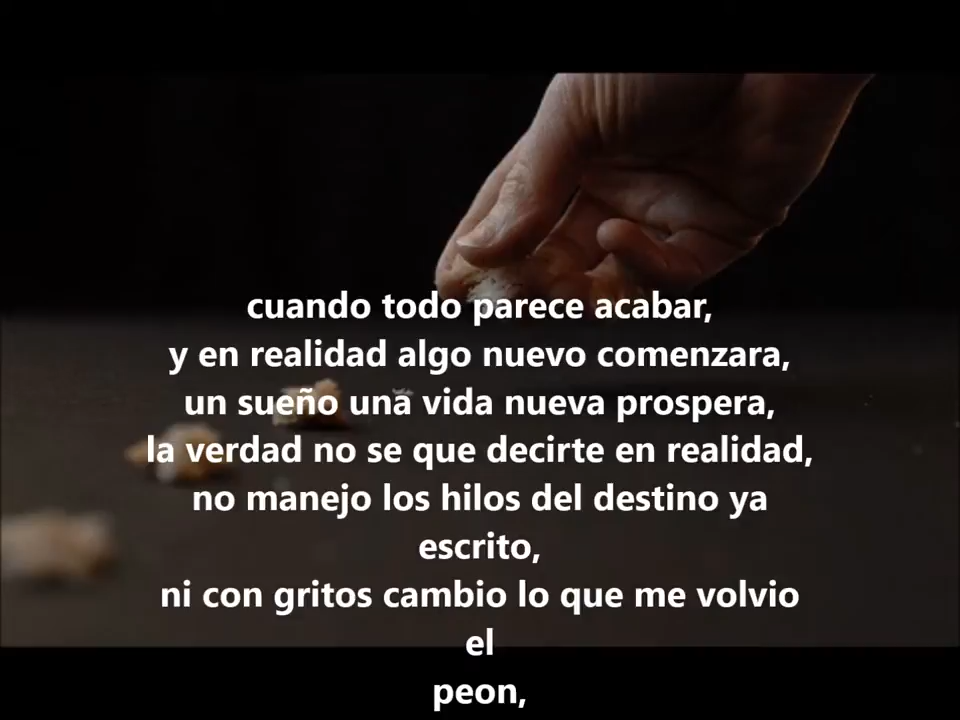 cuando todo parece acabar,
y en realidad algo nuevo comenzara,
un sueño una vida nueva prospera,
la verdad no se que decirte en realidad,
no manejo los hilos del destino ya
escrito,
ni con gritos cambio lo que me volvio
el
peon,